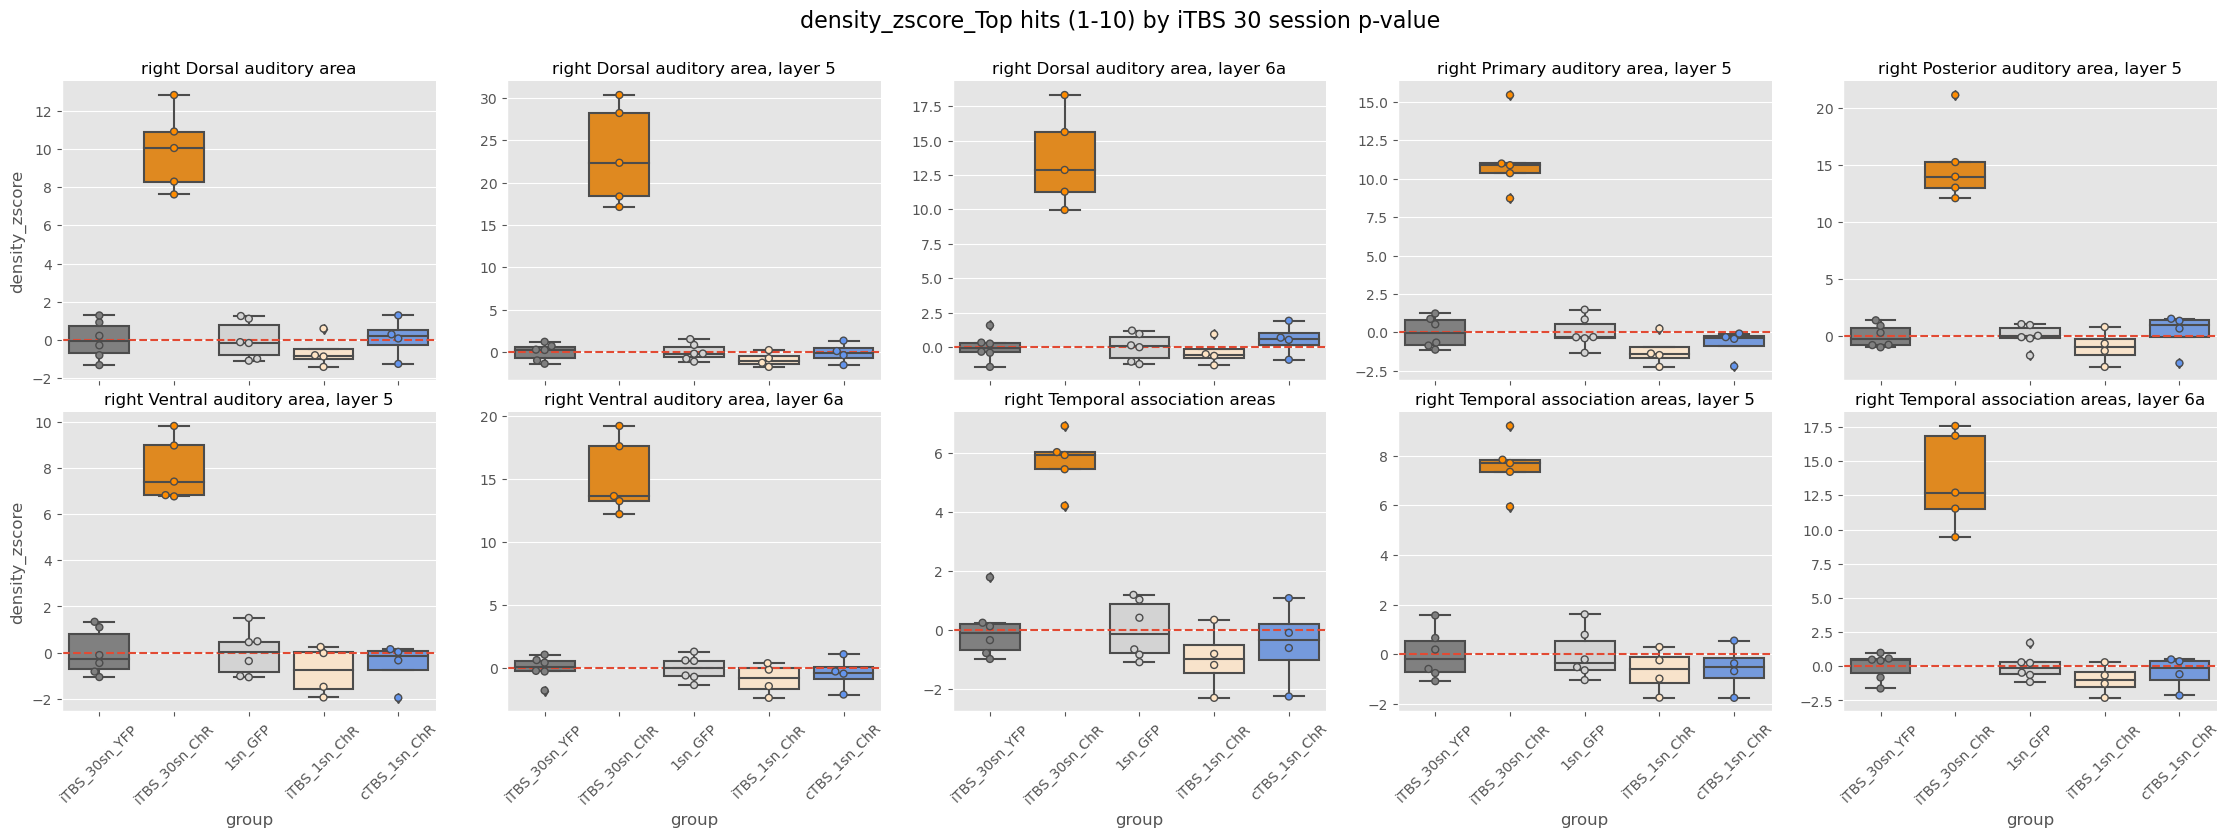 density_zscore_Top hits (1-10) by iTBS 30 session p-value
right Dorsal auditory area
right Dorsal auditory area, layer 5
right Dorsal auditory area, layer 6a
right Primary auditory area, layer 5
right Posterior auditory area, layer 5
density_zscore
12
10
8
6
4
2
0
−2
30
25
20
15
10
5
0
17.5
15.0
12.5
10.0
7.5
5.0
2.5
0.0
15.0
12.5
10.0
7.5
5.0
2.5
0.0
−2.5
20
15
10
5
0
right Ventral auditory area, layer 5
right Ventral auditory area, layer 6a
right Temporal association areas
right Temporal association areas, layer 5
right Temporal association areas, layer 6a
density_zscore
10
8
6
4
2
0
−2
20
15
10
5
0
6
4
2
0
−2
8
6
4
2
0
−2
17.5
15.0
12.5
10.0
7.5
5.0
2.5
0.0
−2.5
iTBS_30sn_YFP
iTBS_30sn_ChR
1sn_GFP
iTBS_1sn_ChR
cTBS_1sn_ChR
iTBS_30sn_YFP
iTBS_30sn_ChR
1sn_GFP
iTBS_1sn_ChR
cTBS_1sn_ChR
iTBS_30sn_YFP
iTBS_30sn_ChR
1sn_GFP
iTBS_1sn_ChR
cTBS_1sn_ChR
iTBS_30sn_YFP
iTBS_30sn_ChR
1sn_GFP
iTBS_1sn_ChR
cTBS_1sn_ChR
iTBS_30sn_YFP
iTBS_30sn_ChR
1sn_GFP
iTBS_1sn_ChR
cTBS_1sn_ChR
group
group
group
group
group